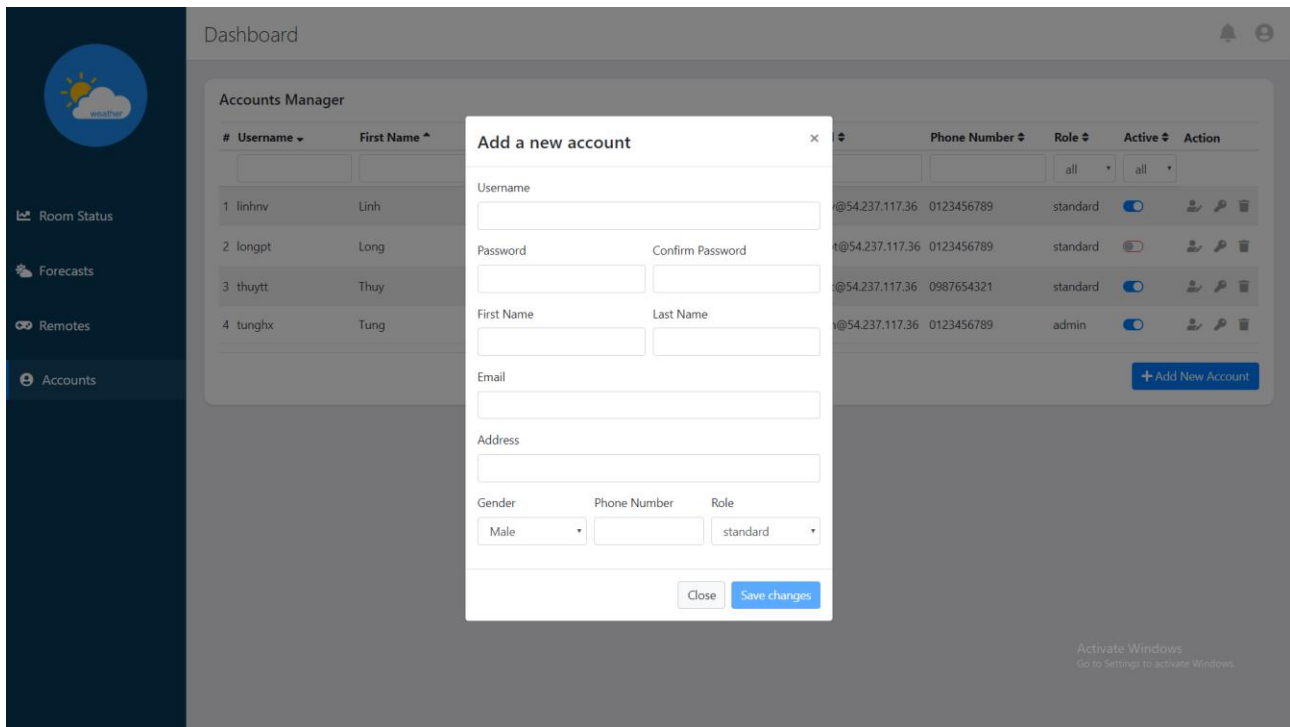 Dashboard
weather
Room Status
Forecasts
Remotes
Accounts
Accounts Manager
# Username First Name Phone Number Role Active Action
all all
1 linhnv Linh @54.237.117.36 0123456789 standard
2 longpt Long t@54.237.117.36 0123456789 standard
3 thuytt Thuy @54.237.117.36 0987654321 standard
4 tunghx Tung @54.237.117.36 0123456789 admin
+ Add New Account
Add a new account ×
Username
Password Confirm Password
First Name Last Name
Email
Address
Gender Phone Number Role
Male standard
Close Save changes
Activate Windows
Go to Settings to activate Windows.